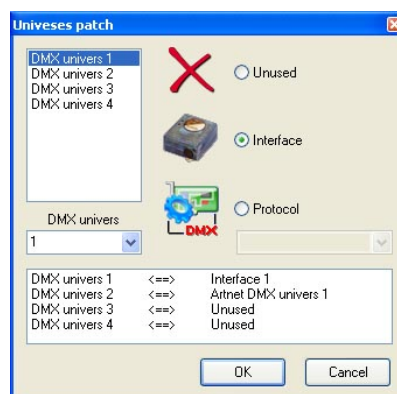 Univeses patch
DMX univers 1
DMX univers 2
DMX univers 3
DMX univers 4
Unused
Interface
DMX
Protocol
DMX univers
1
DMX univers 1 <==> Interface 1
DMX univers 2 <==> Artnet DMX univers 1
DMX univers 3 <==> Unused
DMX univers 4 <==> Unused
OK Cancel